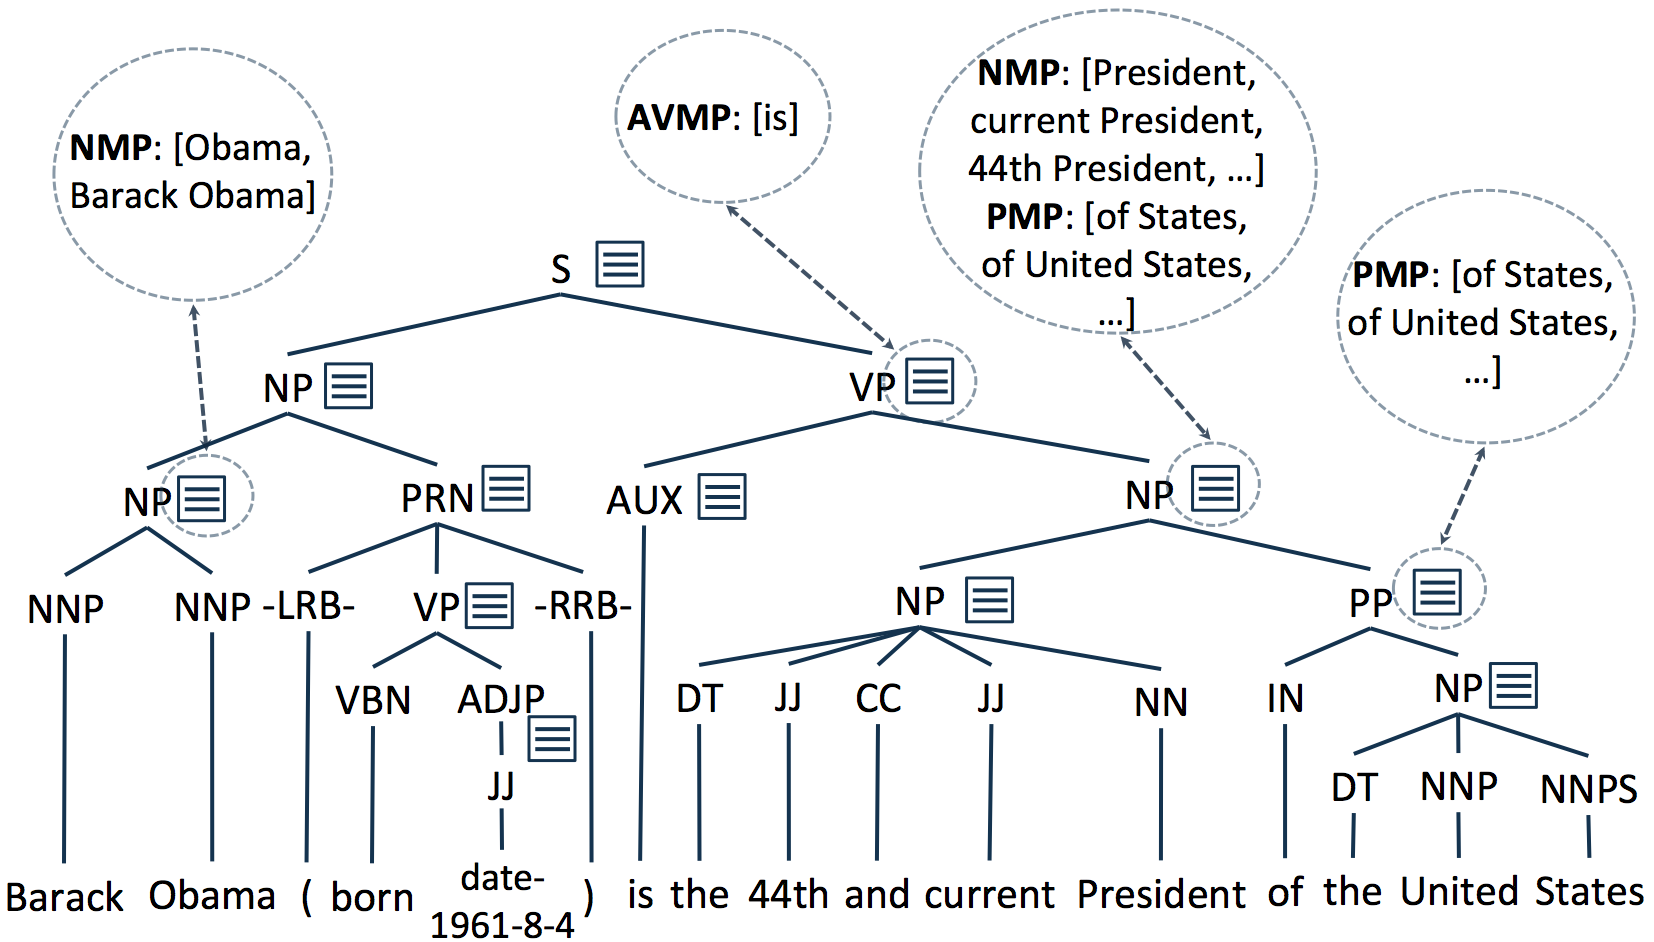 NMP: [Obama,
Barack Obama]
AVMP: [is]
NMP: [President,
current President,
44th President, ...]
PMP: [of States,
of United States,
...]
PMP: [of States,
of United States,
...]
S
NP VP
NP PRN AUX NP
NNP NNP -LRB- VP -RRB- NP PP
VBN ADJP DT JJ CC JJ NN IN NP
JJ DT NNP NNPS
Barack Obama ( born date-
1961-8-4 ) is the 44th and current President of the United States